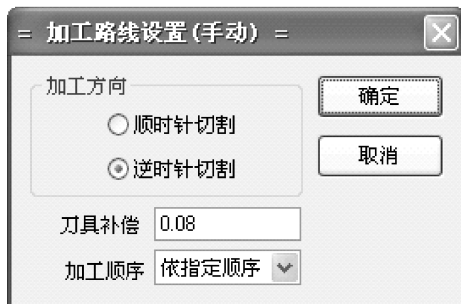 = 加工路线设置(手动) =
加工方向
确定
顺时针切割
逆时针切割
取消
刀具补偿 0.08
加工顺序 依指定顺序